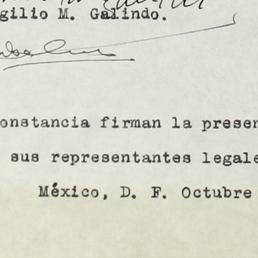 gilio M. Galindo.
onstancia firman la presen
sus representantes legale
México, D. F. Octubre